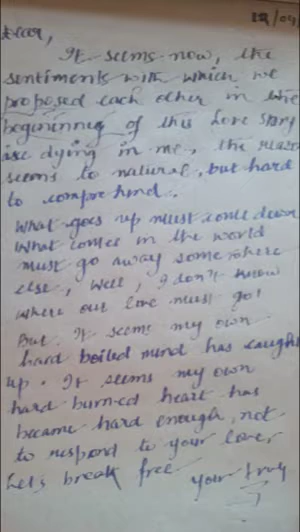 12/04
Dear,
It seems now, the
sentiments with which we
proposed each other in the
begininneg of this love story
are dying in me, the reason
seems to natural, but hard
to comprehend.
What goes up must come down
What comes in the world
must go away some where
else, well, I don't know
where our love must go!
But It seems my own
hard boiled mind has caught
up. It seems my own
hard burned heart has
became hard enough, not
to respond to your love,
Let's break free
your truly